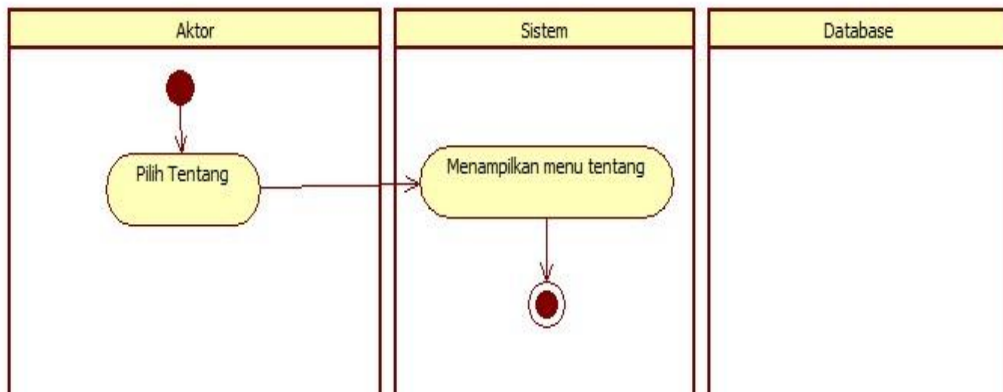 Aktor
Sistem
Database
Pilih Tentang
Menampilkan menu tentang